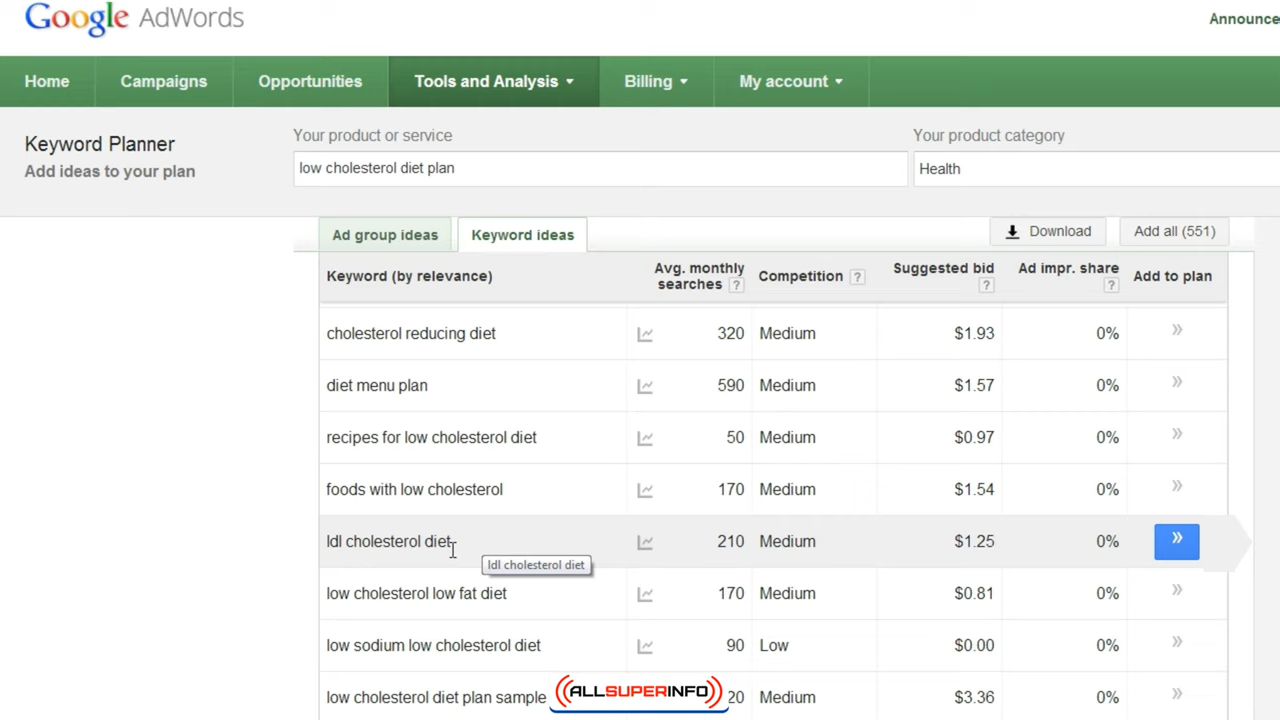 Google AdWords
Announce
Home Campaigns Opportunities Tools and Analysis Billing My account
Keyword Planner
Add ideas to your plan
Your product or service
low cholesterol diet plan
Your product category
Health
Ad group ideas Keyword ideas Download Add all (551)
Keyword (by relevance) Avg. monthly searches ? Competition ? Suggested bid ? Ad impr. share ? Add to plan
cholesterol reducing diet 320 Medium $1.93 0% »
diet menu plan 590 Medium $1.57 0% »
recipes for low cholesterol diet 50 Medium $0.97 0% »
foods with low cholesterol 170 Medium $1.54 0% »
ldl cholesterol diet 210 Medium $1.25 0% »
ldl cholesterol diet
low cholesterol low fat diet 170 Medium $0.81 0% »
low sodium low cholesterol diet 90 Low $0.00 0% »
low cholesterol diet plan sample 20 Medium $3.36 0% »
ALLSUPERINFO